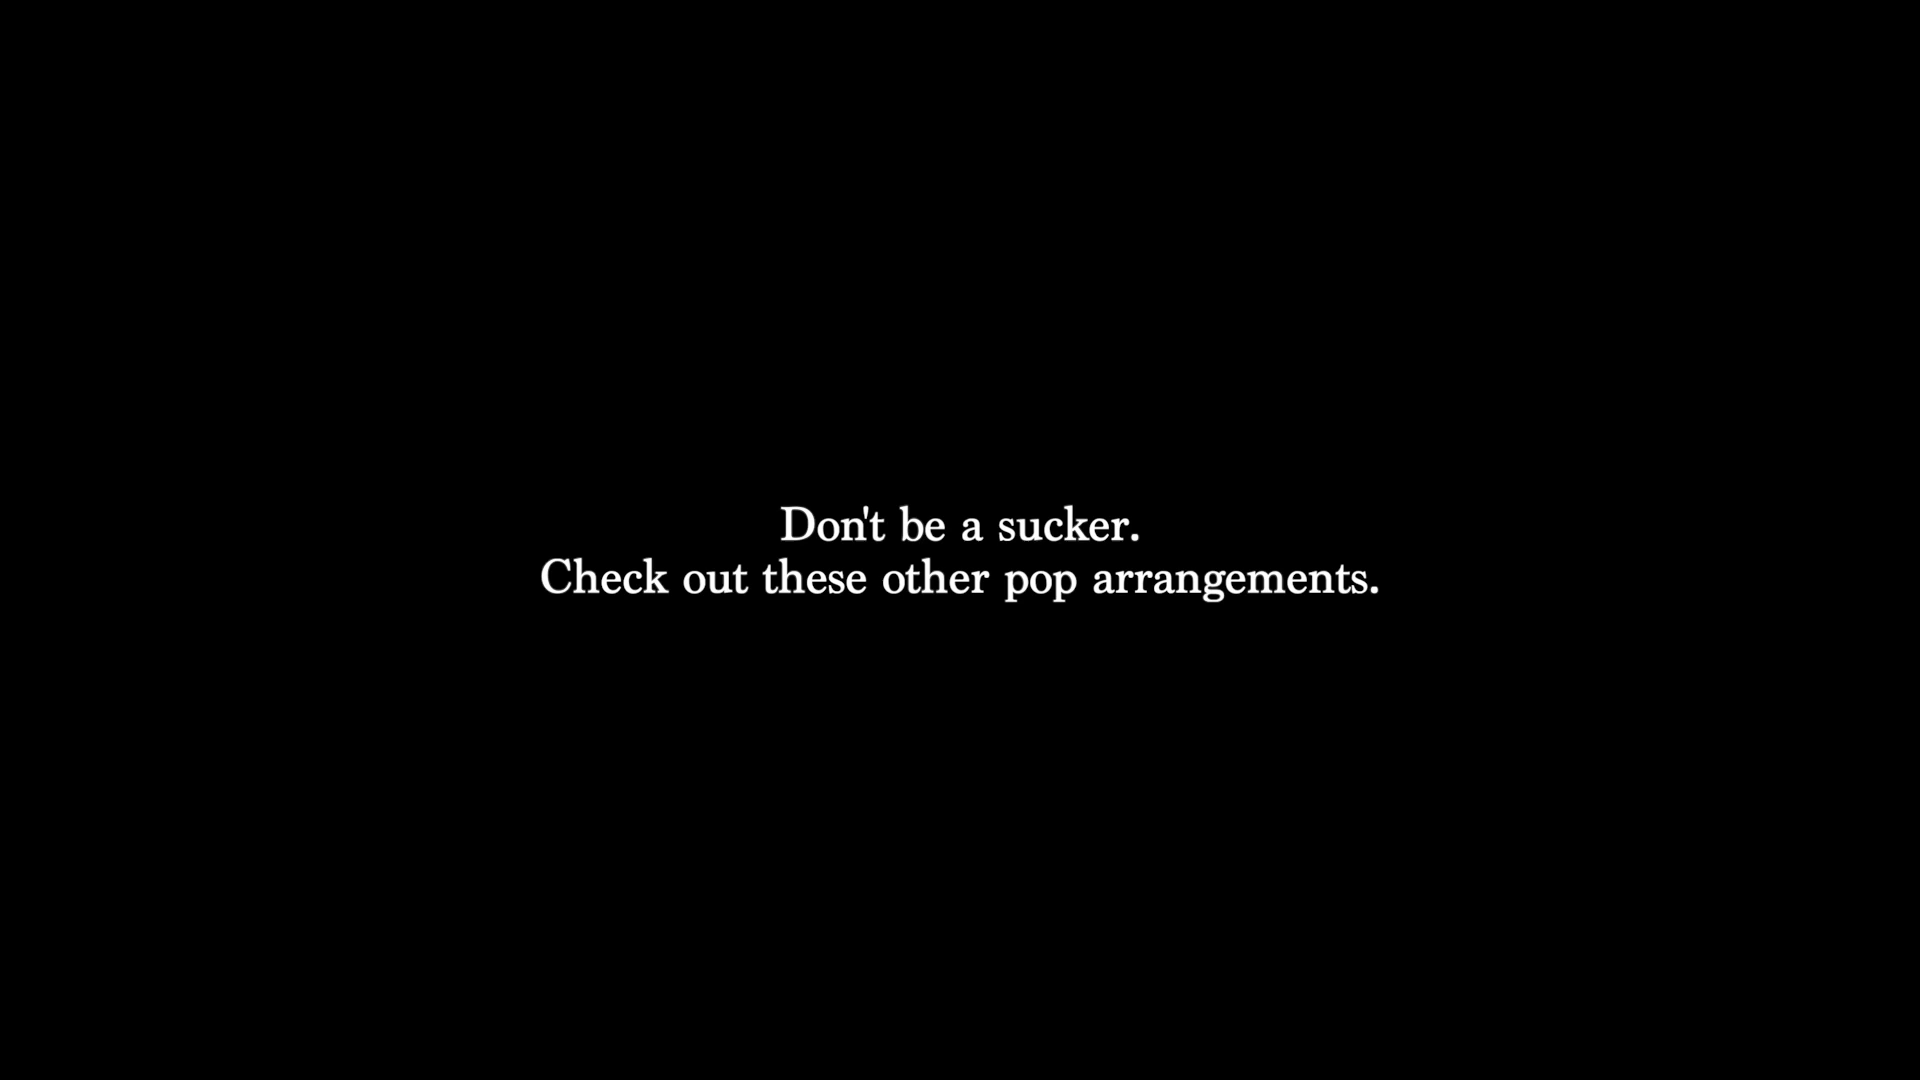 Don't be a sucker.
Check out these other pop arrangements.